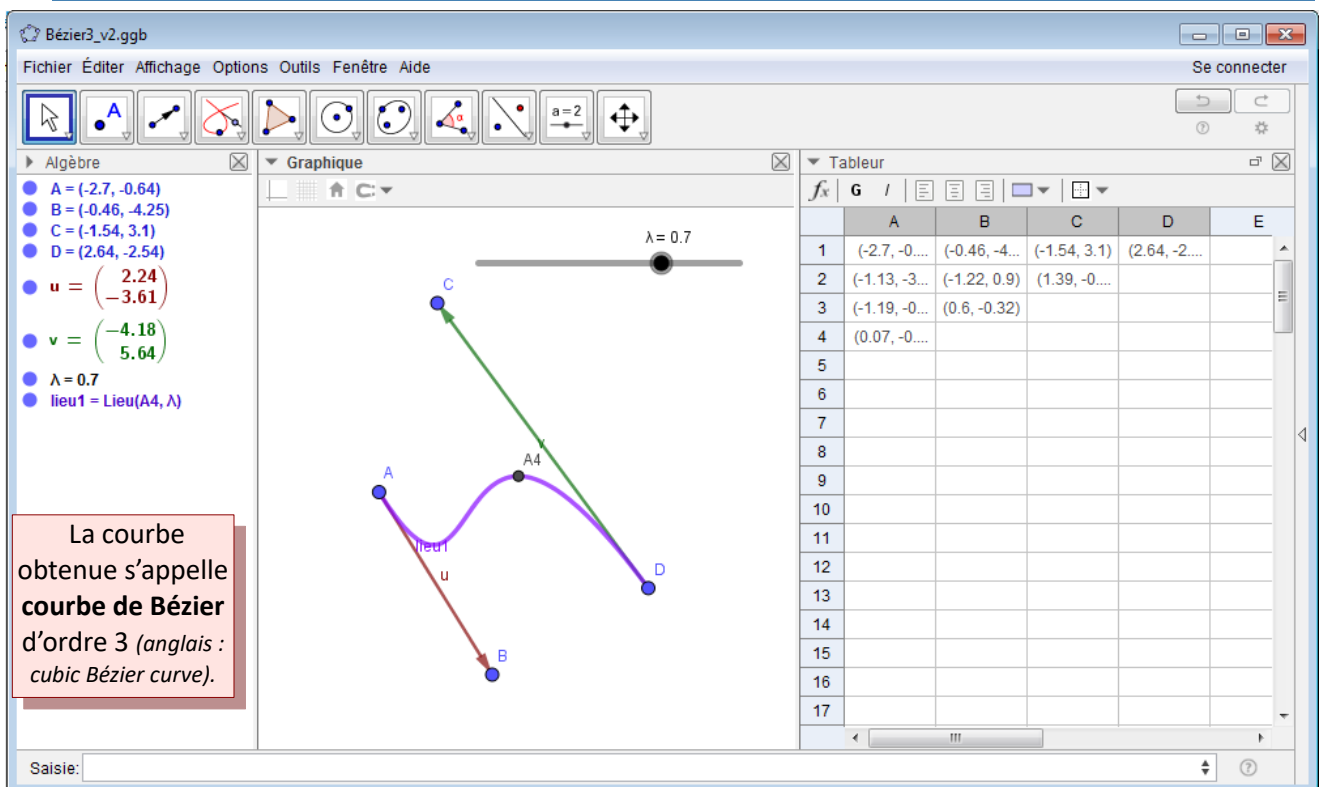 Bézier3_v2.ggb
Fichier Éditer Affichage Options Outils Fenêtre Aide
Se connecter
A
α
a=2
Algèbre
Graphique
Tableur
A = (-2.7, -0.64)
B = (-0.46, -4.25)
C = (-1.54, 3.1)
D = (2.64, -2.54)
u = ( 2.24
−3.61 )
v = ( −4.18
5.64 )
λ = 0.7
lieu1 = Lieu(A4, λ)
La courbe
obtenue s’appelle
courbe de Bézier
d’ordre 3 (anglais :
cubic Bézier curve).
λ = 0.7
C
v
A4
A
lieu1
u
D
B
fx G I
A B C D E
1 (-2.7, -0.... (-0.46, -4... (-1.54, 3.1) (2.64, -2....
2 (-1.13, -3... (-1.22, 0.9) (1.39, -0....
3 (-1.19, -0... (0.6, -0.32)
4 (0.07, -0....
5
6
7
8
9
10
11
12
13
14
15
16
17
Saisie: